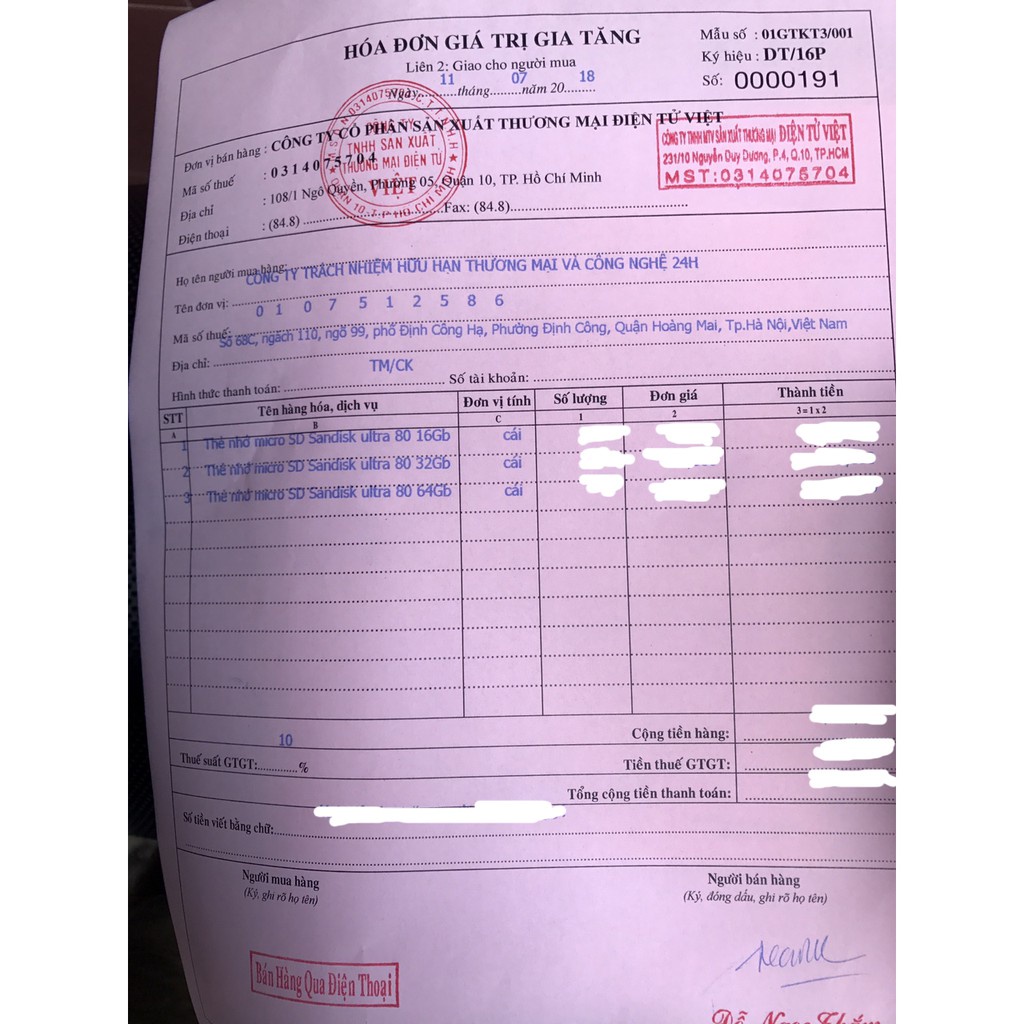 HÓA ĐƠN GIÁ TRỊ GIA TĂNG
Liên 2: Giao cho người mua
Ngày 11 tháng 07 năm 2018
Mẫu số : 01GTKT3/001
Ký hiệu : DT/16P
Số: 0000191
Đơn vị bán hàng : CÔNG TY CỔ PHẦN SẢN XUẤT THƯƠNG MẠI ĐIỆN TỬ VIỆT
Mã số thuế : 0314075704
Địa chỉ : 108/1 Ngô Quyền, Phường 05, Quận 10, TP. Hồ Chí Minh
Điện thoại : (84.8) Fax: (84.8)
TNHH SẢN XUẤT
THƯƠNG MẠI ĐIỆN TỬ
VIỆT
CÔNG TY TNHH MTV SẢN XUẤT THƯƠNG MẠI ĐIỆN TỬ VIỆT
231/10 Nguyễn Duy Dương, P.4, Q.10, TP.HCM
MST:0314075704
Họ tên người mua hàng:
CÔNG TY TRÁCH NHIỆM HỮU HẠN THƯƠNG MẠI VÀ CÔNG NGHỆ 24H
Tên đơn vị:
0 1 0 7 5 1 2 5 8 6
Mã số thuế:
Số 68C, ngách 110, ngõ 99, phố Định Công Hạ, Phường Định Công, Quận Hoàng Mai, Tp.Hà Nội,Việt Nam
Địa chỉ:
TM/CK
Hình thức thanh toán: Số tài khoản:
STT Tên hàng hóa, dịch vụ Đơn vị tính Số lượng Đơn giá Thành tiền
A B C 1 2 3 = 1 x 2
1 Thẻ nhớ micro SD Sandisk ultra 80 16Gb cái
2 Thẻ nhớ micro SD Sandisk ultra 80 32Gb cái
3 Thẻ nhớ micro SD Sandisk ultra 80 64Gb cái
Cộng tiền hàng:
Thuế suất GTGT: 10 % Tiền thuế GTGT:
Tổng cộng tiền thanh toán:
Số tiền viết bằng chữ:
Người mua hàng Người bán hàng
(Ký, ghi rõ họ tên) (Ký, đóng dấu, ghi rõ họ tên)
Bán Hàng Qua Điện Thoại